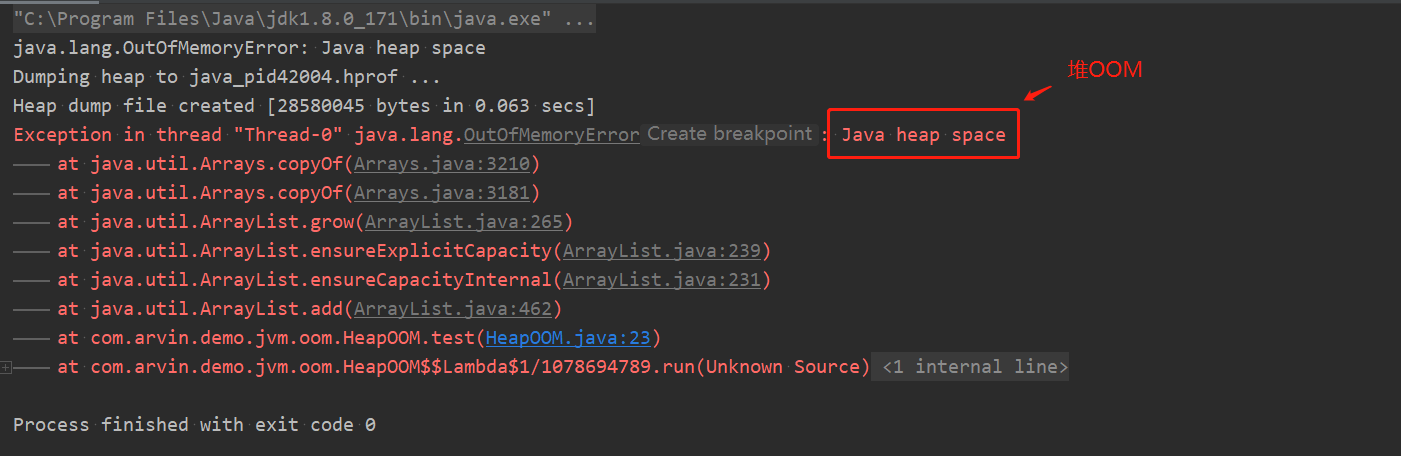 "C:\Program Files\Java\jdk1.8.0_171\bin\java.exe" ...
java.lang.OutOfMemoryError: Java heap space
Dumping heap to java_pid42004.hprof ...
Heap dump file created [28580045 bytes in 0.063 secs]
堆OOM
Exception in thread "Thread-0" java.lang.OutOfMemoryError Create breakpoint : Java heap space
at java.util.Arrays.copyOf(Arrays.java:3210)
at java.util.Arrays.copyOf(Arrays.java:3181)
at java.util.ArrayList.grow(ArrayList.java:265)
at java.util.ArrayList.ensureExplicitCapacity(ArrayList.java:239)
at java.util.ArrayList.ensureCapacityInternal(ArrayList.java:231)
at java.util.ArrayList.add(ArrayList.java:462)
at com.arvin.demo.jvm.oom.HeapOOM.test(HeapOOM.java:23)
at com.arvin.demo.jvm.oom.HeapOOM$$Lambda$1/1078694789.run(Unknown Source) <1 internal line>
Process finished with exit code 0